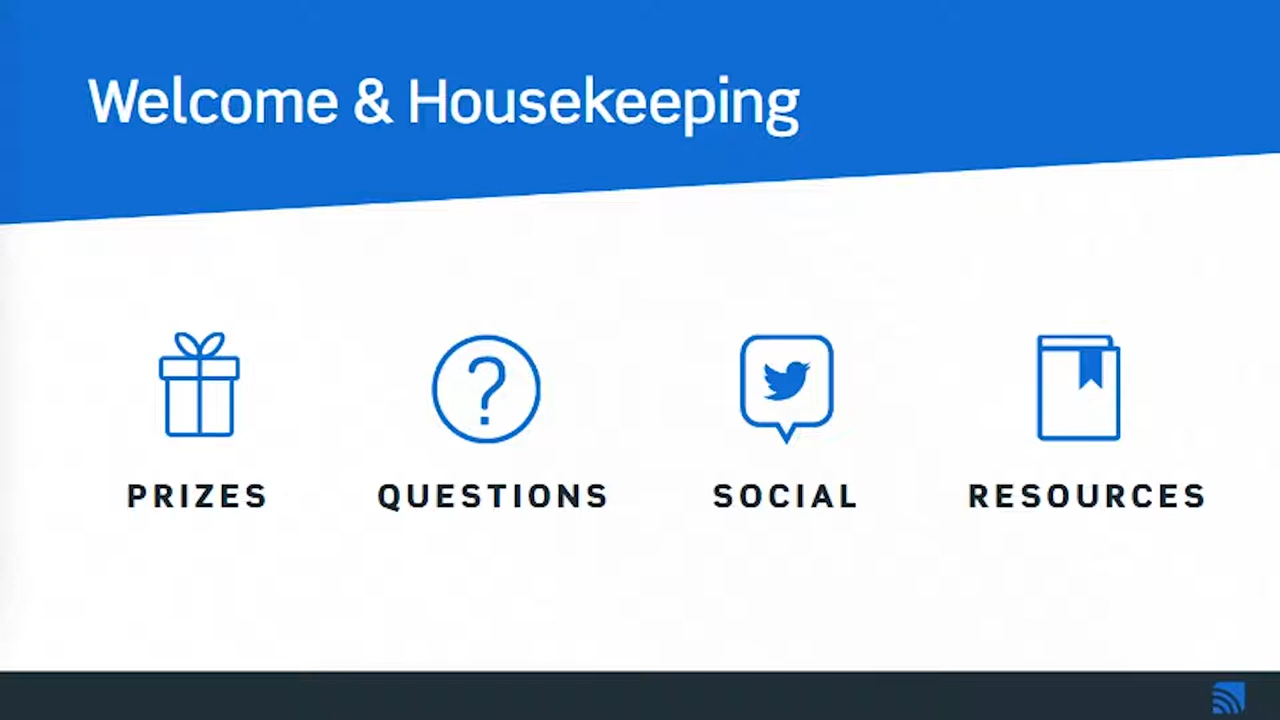 Welcome & Housekeeping
PRIZES
QUESTIONS
SOCIAL
RESOURCES